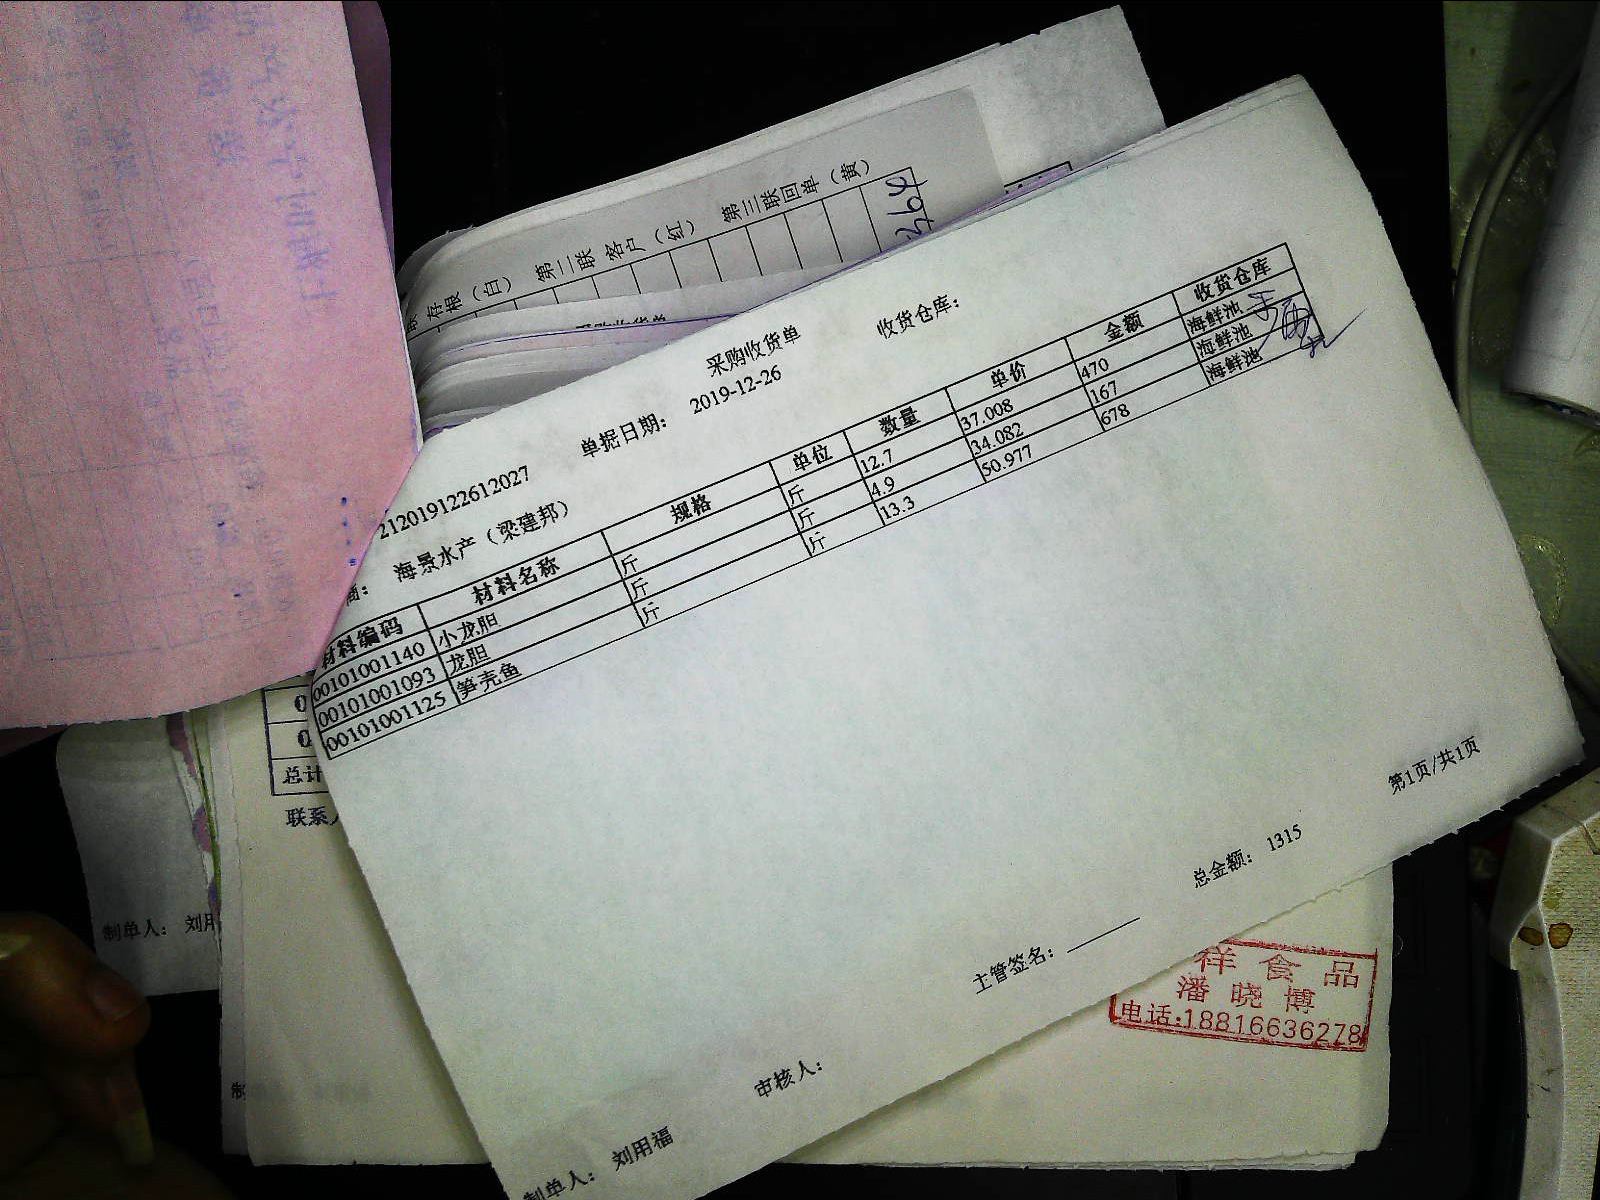 采购收货单
收货仓库：
212019122612027 单据日期： 2019-12-26
商： 海景水产（梁建邦）
材料编码 材料名称 规格 单位 数量 单价 金额 收货仓库
00101001140 小龙胆 斤 斤 12.7 37.008 470 海鲜池
00101001093 龙胆 斤 斤 4.9 34.082 167 海鲜池
00101001125 笋壳鱼 斤 斤 13.3 50.977 678 海鲜池
总金额： 1315
第1页/共1页
制单人： 刘用福 审核人： 主管签名：
存根（白） 第二联 客户（红） 第三联回单（黄）
总计
联系人
制单人： 刘用
祥食品
潘晓博
电话:18816636278